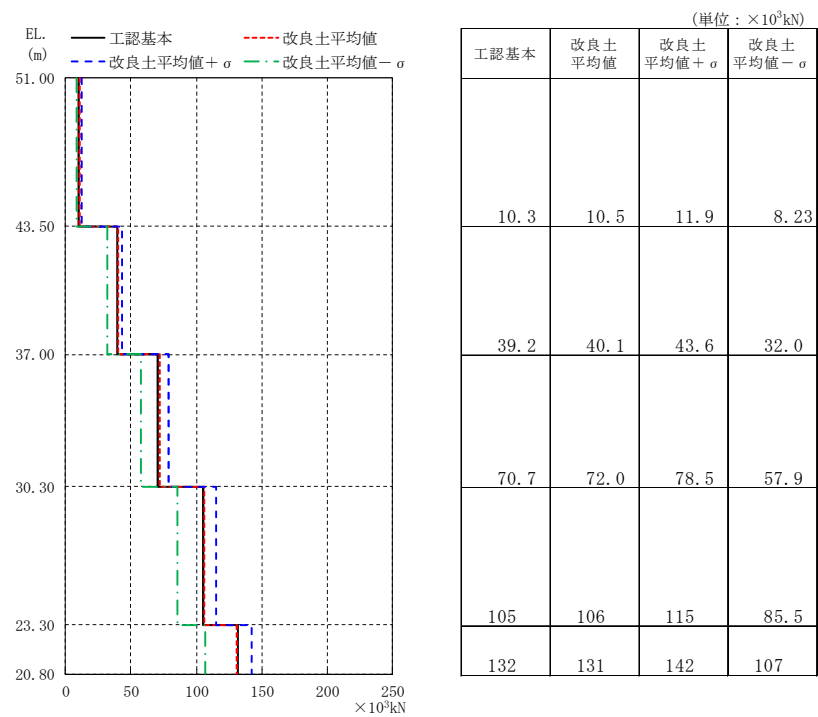 EL.
(m)
工認基本
改良土平均値
改良土平均値+σ
改良土平均値-σ
51.00
43.50
37.00
30.30
23.30
20.80
0 50 100 150 200 250
×10³kN
(単位:×10³kN)
工認基本 改良土平均値 改良土平均値+σ 改良土平均値-σ
10.3 10.5 11.9 8.23
39.2 40.1 43.6 32.0
70.7 72.0 78.5 57.9
105 106 115 85.5
132 131 142 107